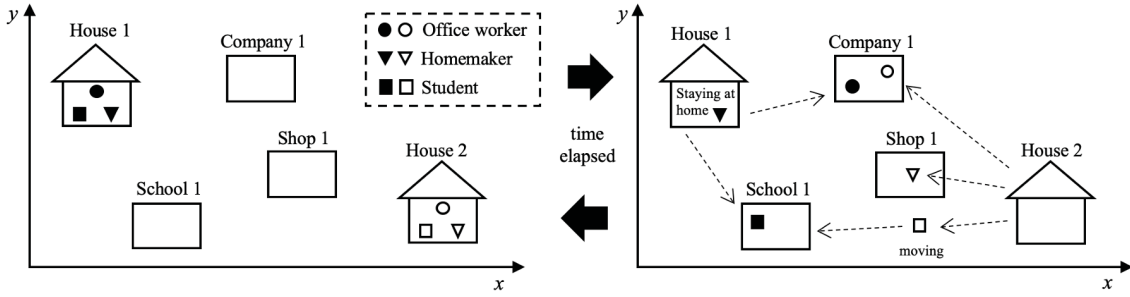 y
House 1
Company 1
Office worker
Homemaker
Student
Shop 1
House 2
School 1
x
time
elapsed
y
House 1
Company 1
Staying at
home
Shop 1
House 2
School 1
moving
x